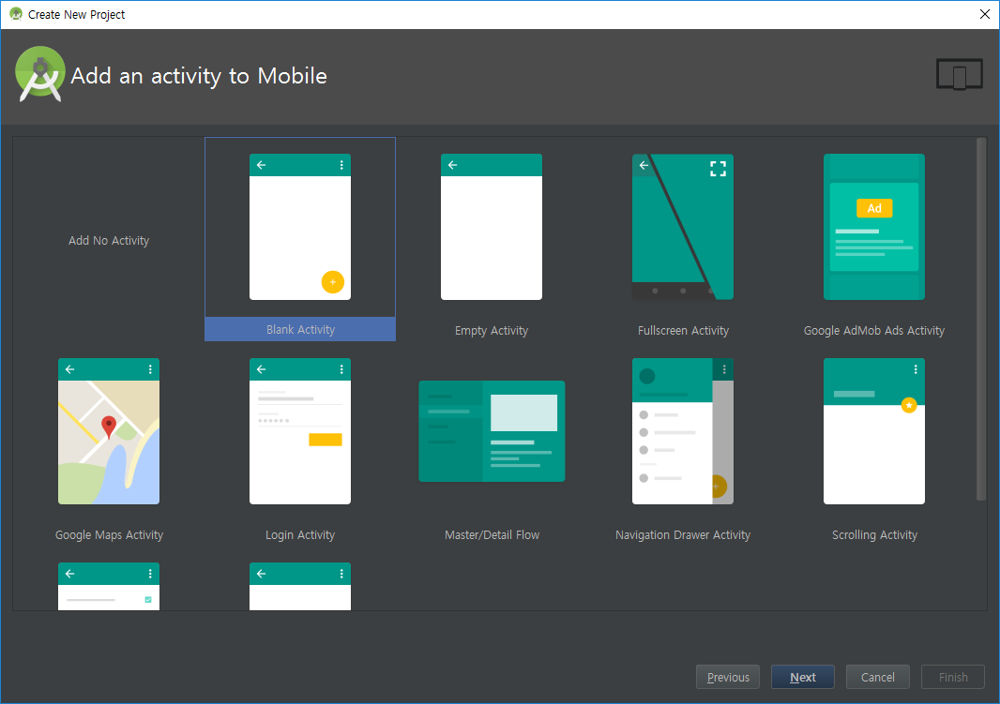 Create New Project
Add an activity to Mobile
Add No Activity
Blank Activity
Empty Activity
Fullscreen Activity
Ad
Google AdMob Ads Activity
Google Maps Activity
Login Activity
Master/Detail Flow
Navigation Drawer Activity
Scrolling Activity
Previous
Next
Cancel
Finish